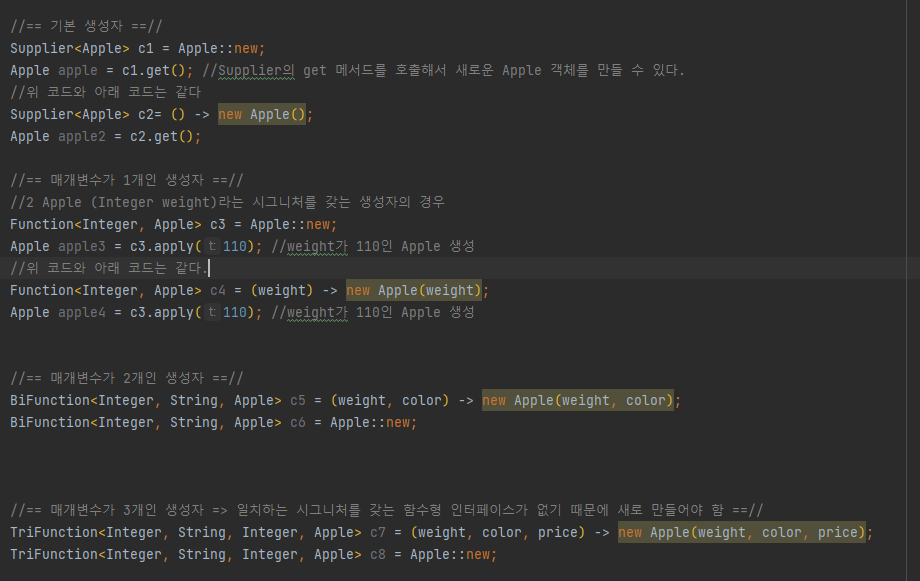 //== 기본 생성자 ==//
Supplier<Apple> c1 = Apple::new;
Apple apple = c1.get(); //Supplier의 get 메서드를 호출해서 새로운 Apple 객체를 만들 수 있다.
//위 코드와 아래 코드는 같다
Supplier<Apple> c2= () -> new Apple();
Apple apple2 = c2.get();
//== 매개변수가 1개인 생성자 ==//
//2 Apple (Integer weight)라는 시그니처를 갖는 생성자의 경우
Function<Integer, Apple> c3 = Apple::new;
Apple apple3 = c3.apply( t: 110); //weight가 110인 Apple 생성
//위 코드와 아래 코드는 같다.
Function<Integer, Apple> c4 = (weight) -> new Apple(weight);
Apple apple4 = c3.apply( t: 110); //weight가 110인 Apple 생성
//== 매개변수가 2개인 생성자 ==//
BiFunction<Integer, String, Apple> c5 = (weight, color) -> new Apple(weight, color);
BiFunction<Integer, String, Apple> c6 = Apple::new;
//== 매개변수가 3개인 생성자 => 일치하는 시그니처를 갖는 함수형 인터페이스가 없기 때문에 새로 만들어야 함 ==//
TriFunction<Integer, String, Integer, Apple> c7 = (weight, color, price) -> new Apple(weight, color, price);
TriFunction<Integer, String, Integer, Apple> c8 = Apple::new;